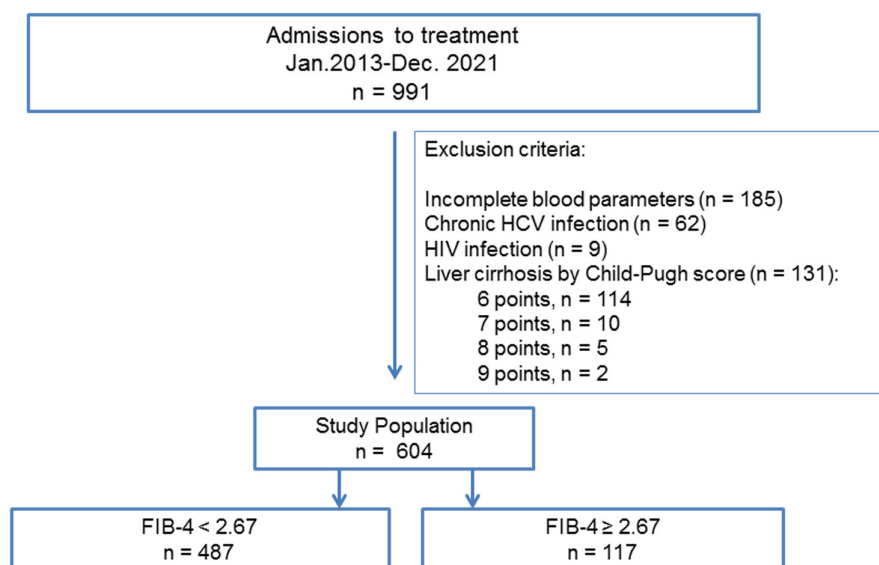 Admissions to treatment
Jan.2013-Dec. 2021
n = 991
Exclusion criteria:
Incomplete blood parameters (n = 185)
Chronic HCV infection (n = 62)
HIV infection (n = 9)
Liver cirrhosis by Child-Pugh score (n = 131):
6 points, n = 114
7 points, n = 10
8 points, n = 5
9 points, n = 2
Study Population
n = 604
FIB-4 < 2.67
n = 487
FIB-4 ≥ 2.67
n = 117